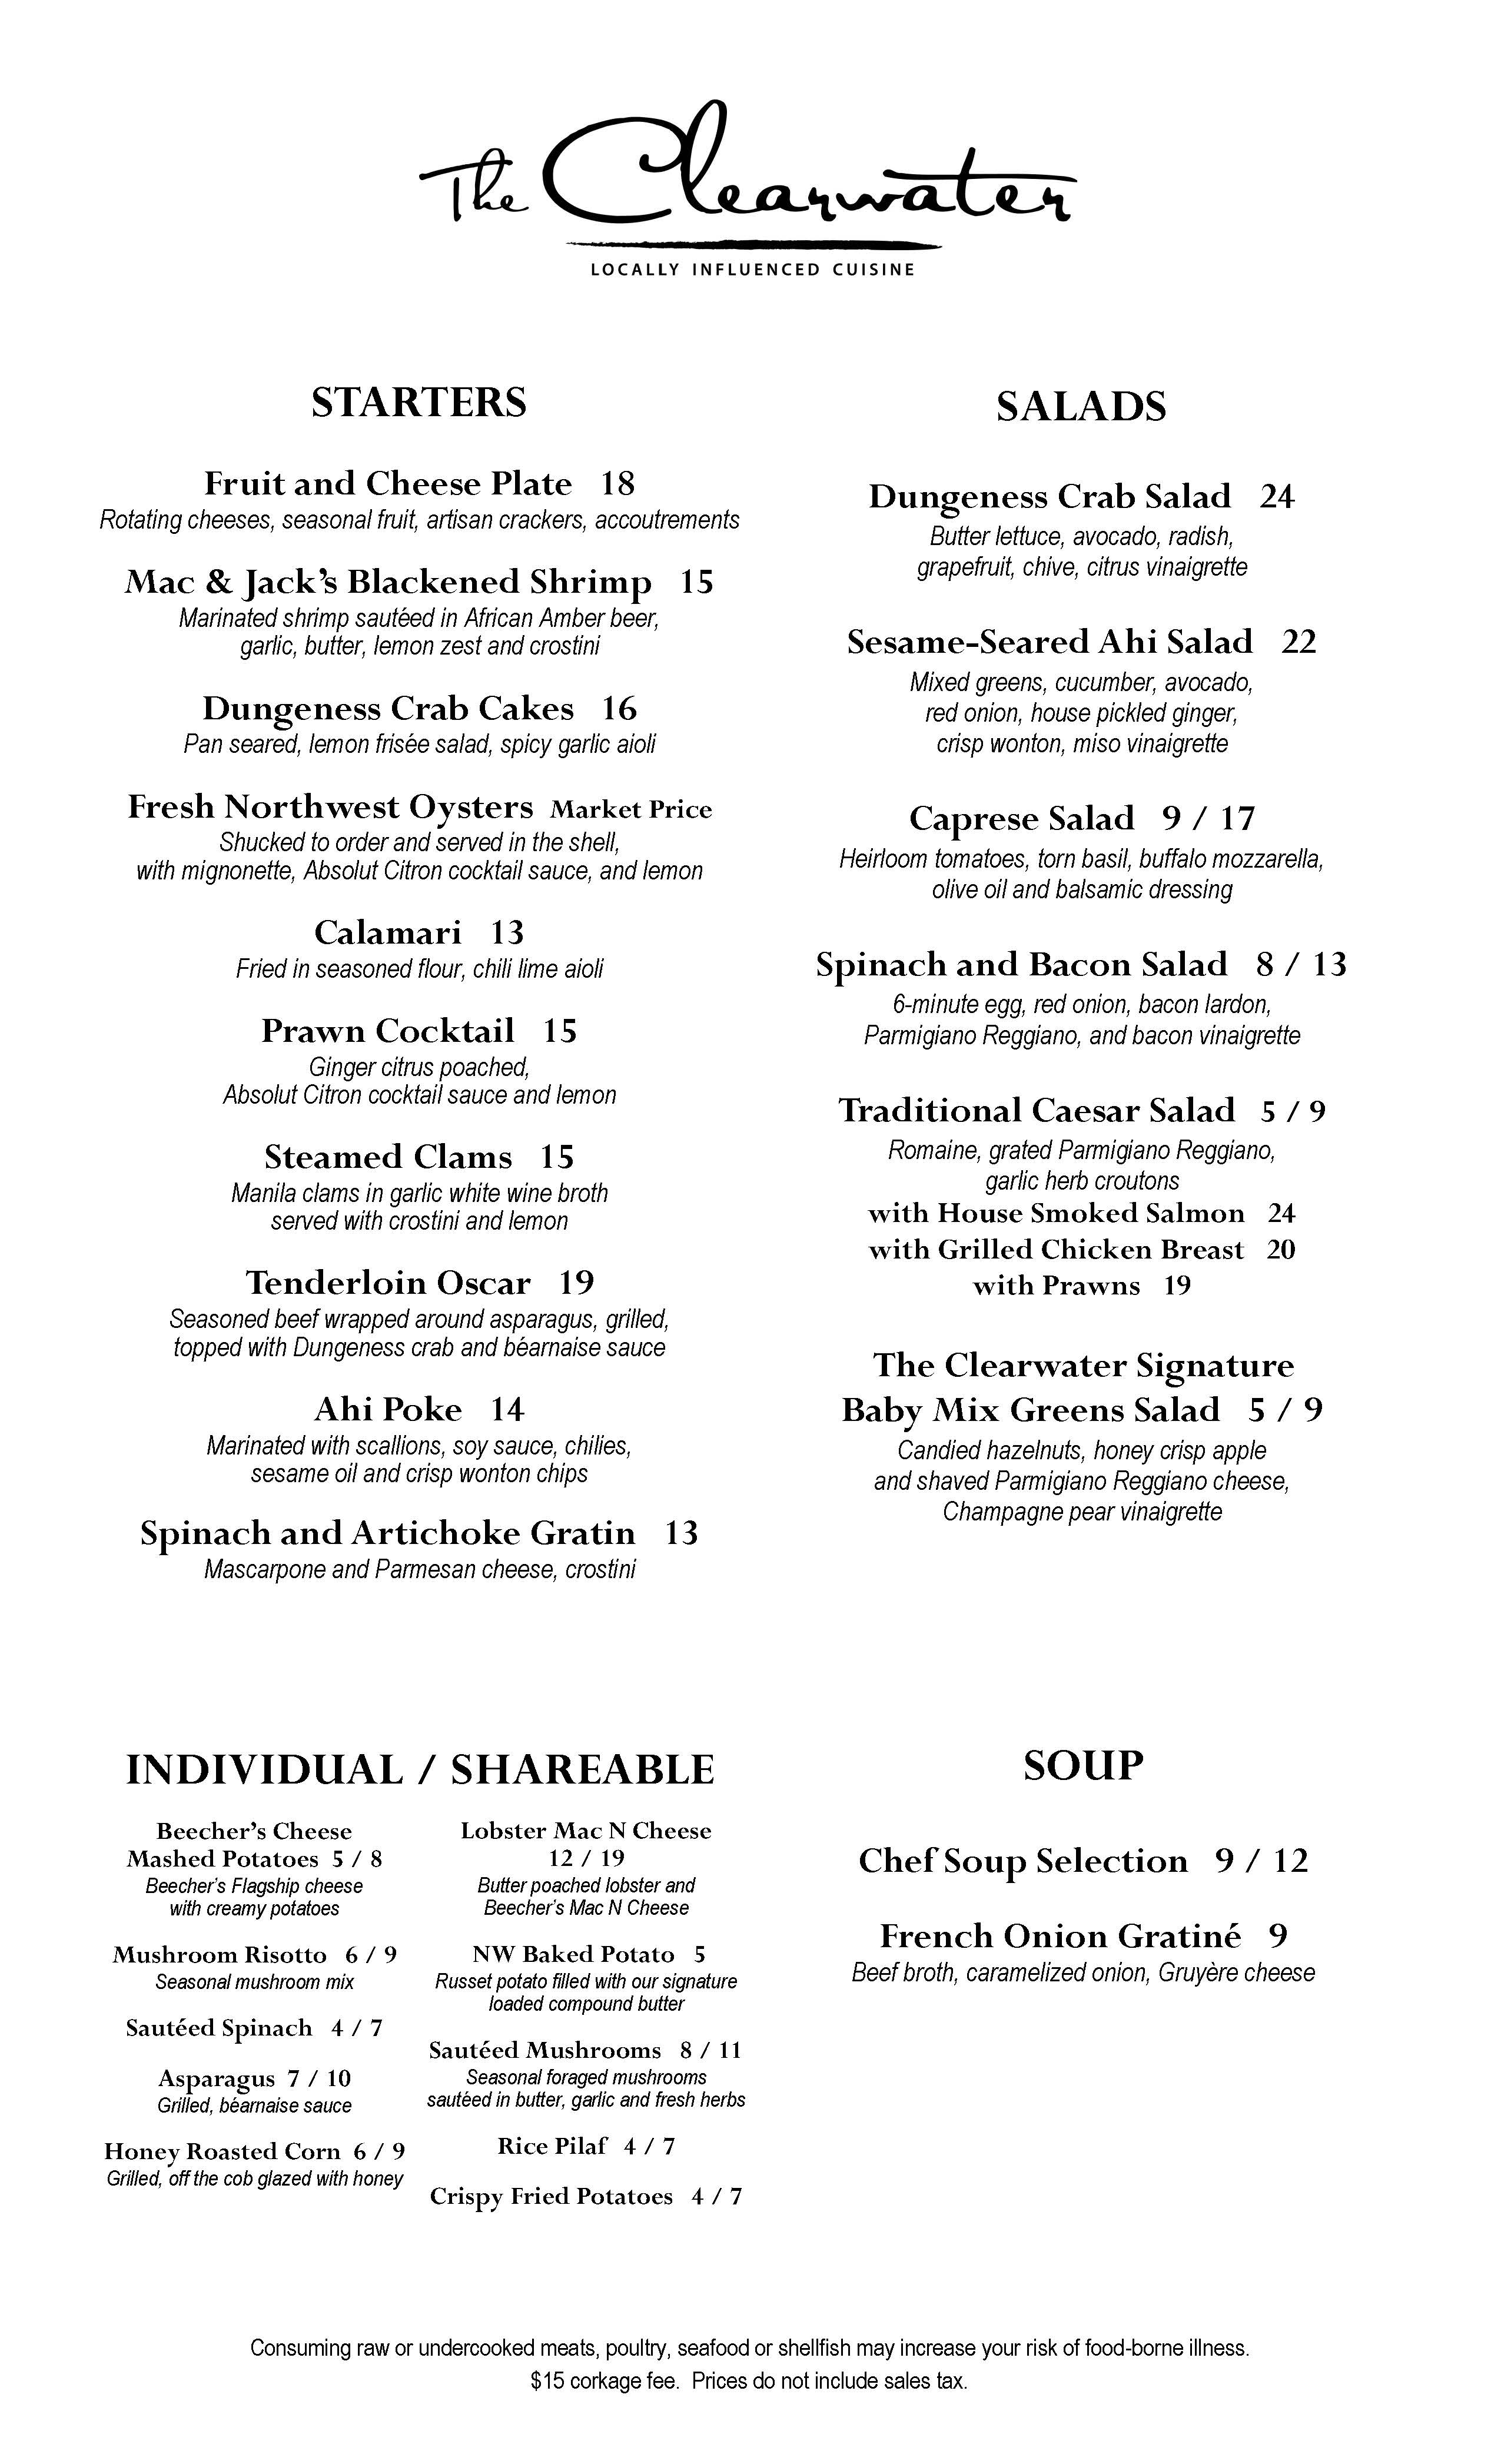 The Clearwater
LOCALLY INFLUENCED CUISINE
STARTERS
Fruit and Cheese Plate 18
Rotating cheeses, seasonal fruit, artisan crackers, accoutrements
Mac & Jack’s Blackened Shrimp 15
Marinated shrimp sautéed in African Amber beer,
garlic, butter, lemon zest and crostini
Dungeness Crab Cakes 16
Pan seared, lemon frisée salad, spicy garlic aioli
Fresh Northwest Oysters Market Price
Shucked to order and served in the shell,
with mignonette, Absolut Citron cocktail sauce, and lemon
Calamari 13
Fried in seasoned flour, chili lime aioli
Prawn Cocktail 15
Ginger citrus poached,
Absolut Citron cocktail sauce and lemon
Steamed Clams 15
Manila clams in garlic white wine broth
served with crostini and lemon
Tenderloin Oscar 19
Seasoned beef wrapped around asparagus, grilled,
topped with Dungeness crab and béarnaise sauce
Ahi Poke 14
Marinated with scallions, soy sauce, chilies,
sesame oil and crisp wonton chips
Spinach and Artichoke Gratin 13
Mascarpone and Parmesan cheese, crostini
SALADS
Dungeness Crab Salad 24
Butter lettuce, avocado, radish,
grapefruit, chive, citrus vinaigrette
Sesame-Seared Ahi Salad 22
Mixed greens, cucumber, avocado,
red onion, house pickled ginger,
crisp wonton, miso vinaigrette
Caprese Salad 9 / 17
Heirloom tomatoes, torn basil, buffalo mozzarella,
olive oil and balsamic dressing
Spinach and Bacon Salad 8 / 13
6-minute egg, red onion, bacon lardon,
Parmigiano Reggiano, and bacon vinaigrette
Traditional Caesar Salad 5 / 9
Romaine, grated Parmigiano Reggiano,
garlic herb croutons
with House Smoked Salmon 24
with Grilled Chicken Breast 20
with Prawns 19
The Clearwater Signature
Baby Mix Greens Salad 5 / 9
Candied hazelnuts, honey crisp apple
and shaved Parmigiano Reggiano cheese,
Champagne pear vinaigrette
INDIVIDUAL / SHAREABLE
Beecher’s Cheese
Mashed Potatoes 5 / 8
Beecher’s Flagship cheese
with creamy potatoes
Mushroom Risotto 6 / 9
Seasonal mushroom mix
Sautéed Spinach 4 / 7
Asparagus 7 / 10
Grilled, béarnaise sauce
Honey Roasted Corn 6 / 9
Grilled, off the cob glazed with honey
Lobster Mac N Cheese
12 / 19
Butter poached lobster and
Beecher’s Mac N Cheese
NW Baked Potato 5
Russet potato filled with our signature
loaded compound butter
Sautéed Mushrooms 8 / 11
Seasonal foraged mushrooms
sautéed in butter, garlic and fresh herbs
Rice Pilaf 4 / 7
Crispy Fried Potatoes 4 / 7
SOUP
Chef Soup Selection 9 / 12
French Onion Gratiné 9
Beef broth, caramelized onion, Gruyère cheese
Consuming raw or undercooked meats, poultry, seafood or shellfish may increase your risk of food-borne illness.
$15 corkage fee. Prices do not include sales tax.